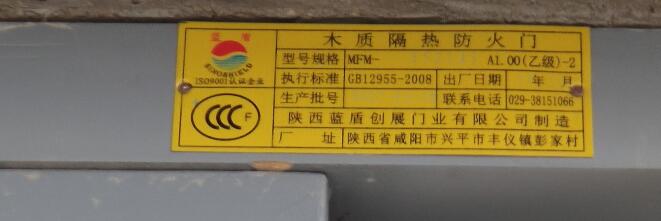 蓝盾
SINOSHIELD
ISO9001认证企业
木质隔热防火门
型号规格 MFM- A1.00(乙级)-2
执行标准 GB12955-2008 出厂日期 年 月
生产批号 联系电话 029-38151066
CCC F
陕西蓝盾创展门业有限公司制造
厂 址 陕西省咸阳市兴平市丰仪镇彭家村